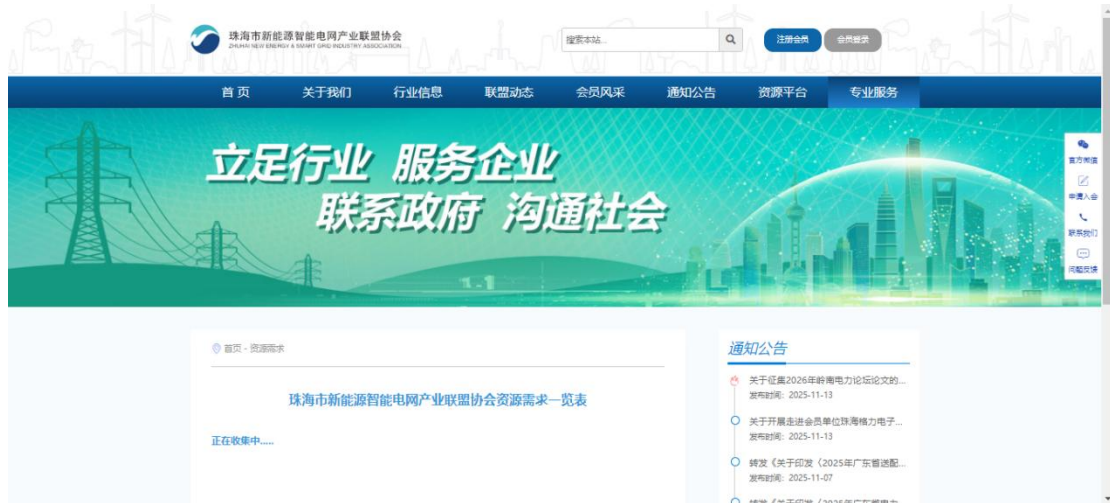 珠海市新能源智能电网产业联盟协会
ZHUHAI NEW ENERGY & SMART GRID INDUSTRY ASSOCIATION
搜索本站...
注册会员
会员登录
首 页 关于我们 行业信息 联盟动态 会员风采 通知公告 资源平台 专业服务
立足行业 服务企业
联系政府 沟通社会
官方微信
申请入会
联系我们
问题反馈
首页 - 资源需求
珠海市新能源智能电网产业联盟协会资源需求一览表
正在收集中.....
通知公告
关于征集2026年岭南电力论坛论文的...
发布时间: 2025-11-13
关于开展走进会员单位珠海格力电子...
发布时间: 2025-11-13
转发《关于印发〈2025年广东省送配...
发布时间: 2025-11-07